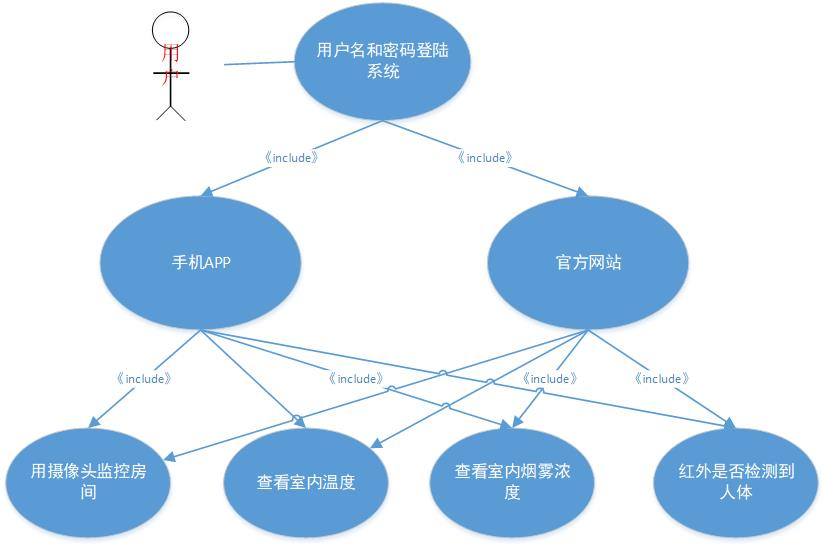 用户
用户名和密码登陆
系统
《include》
《include》
手机APP
官方网站
《include》
《include》
《include》
《include》
用摄像头监控房
间
查看室内温度
查看室内烟雾浓
度
红外是否检测到
人体